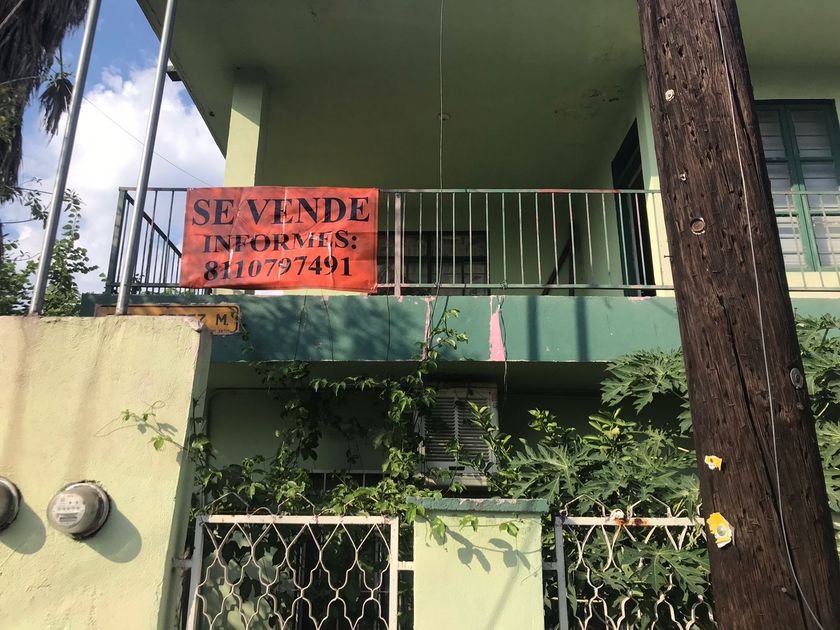 SE VENDE
INFORMES:
8110797491
Z M.